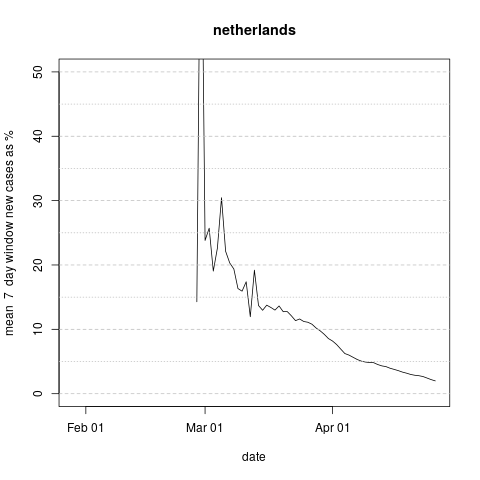 netherlands
mean 7 day window new cases as %
50
40
30
20
10
0
Feb 01
Mar 01
Apr 01
date